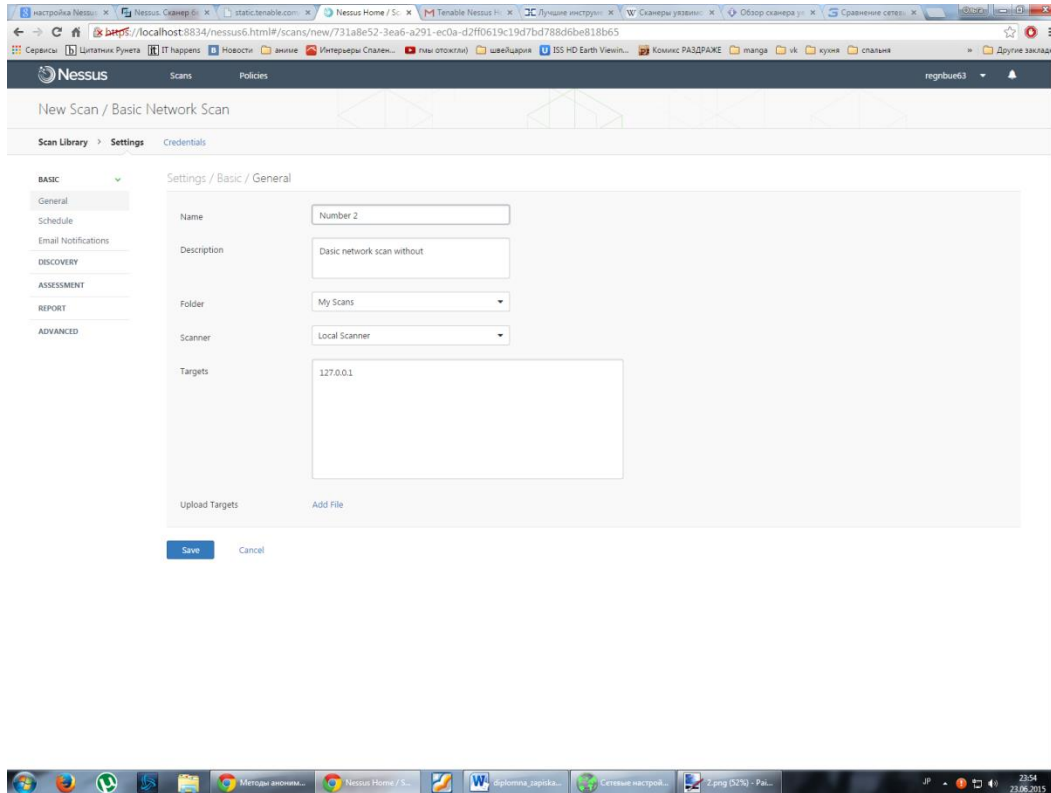 настройка Nessu
Nessus. Сканер бе
static.tenable.com
Nessus Home / Sc
Tenable Nessus H
Лучшие инструм
Сканеры уязвимо
Обзор сканера уя
Сравнение сетев
https://localhost:8834/nessus6.html#/scans/new/731a8e52-3ea6-a291-ec0a-d2ff0619c19d7bd788d6be818b65
Сервисы
Цитатник Рунета
IT happens
Новости
аниме
Интерьеры Спален...
швейцария
ISS HD Earth Viewin...
Комикс РАЗДРАЖЕ
manga
vk
кухня
спальня
»
Другие заклад
Nessus
Scans
Policies
regnbue63
New Scan / Basic Network Scan
Scan Library > Settings
Credentials
BASIC
General
Schedule
Email Notifications
DISCOVERY
ASSESSMENT
REPORT
ADVANCED
Settings / Basic / General
Name
Number 2
Description
Dasic network scan without
Folder
My Scans
Scanner
Local Scanner
Targets
127.0.0.1
Upload Targets
Add File
Save
Cancel
Методы аноним...
Nessus Home / S...
diplomna_zapiska...
Сетевые настрой...
2.png (52%) - Pai...
JP
23:54
23.06.2015